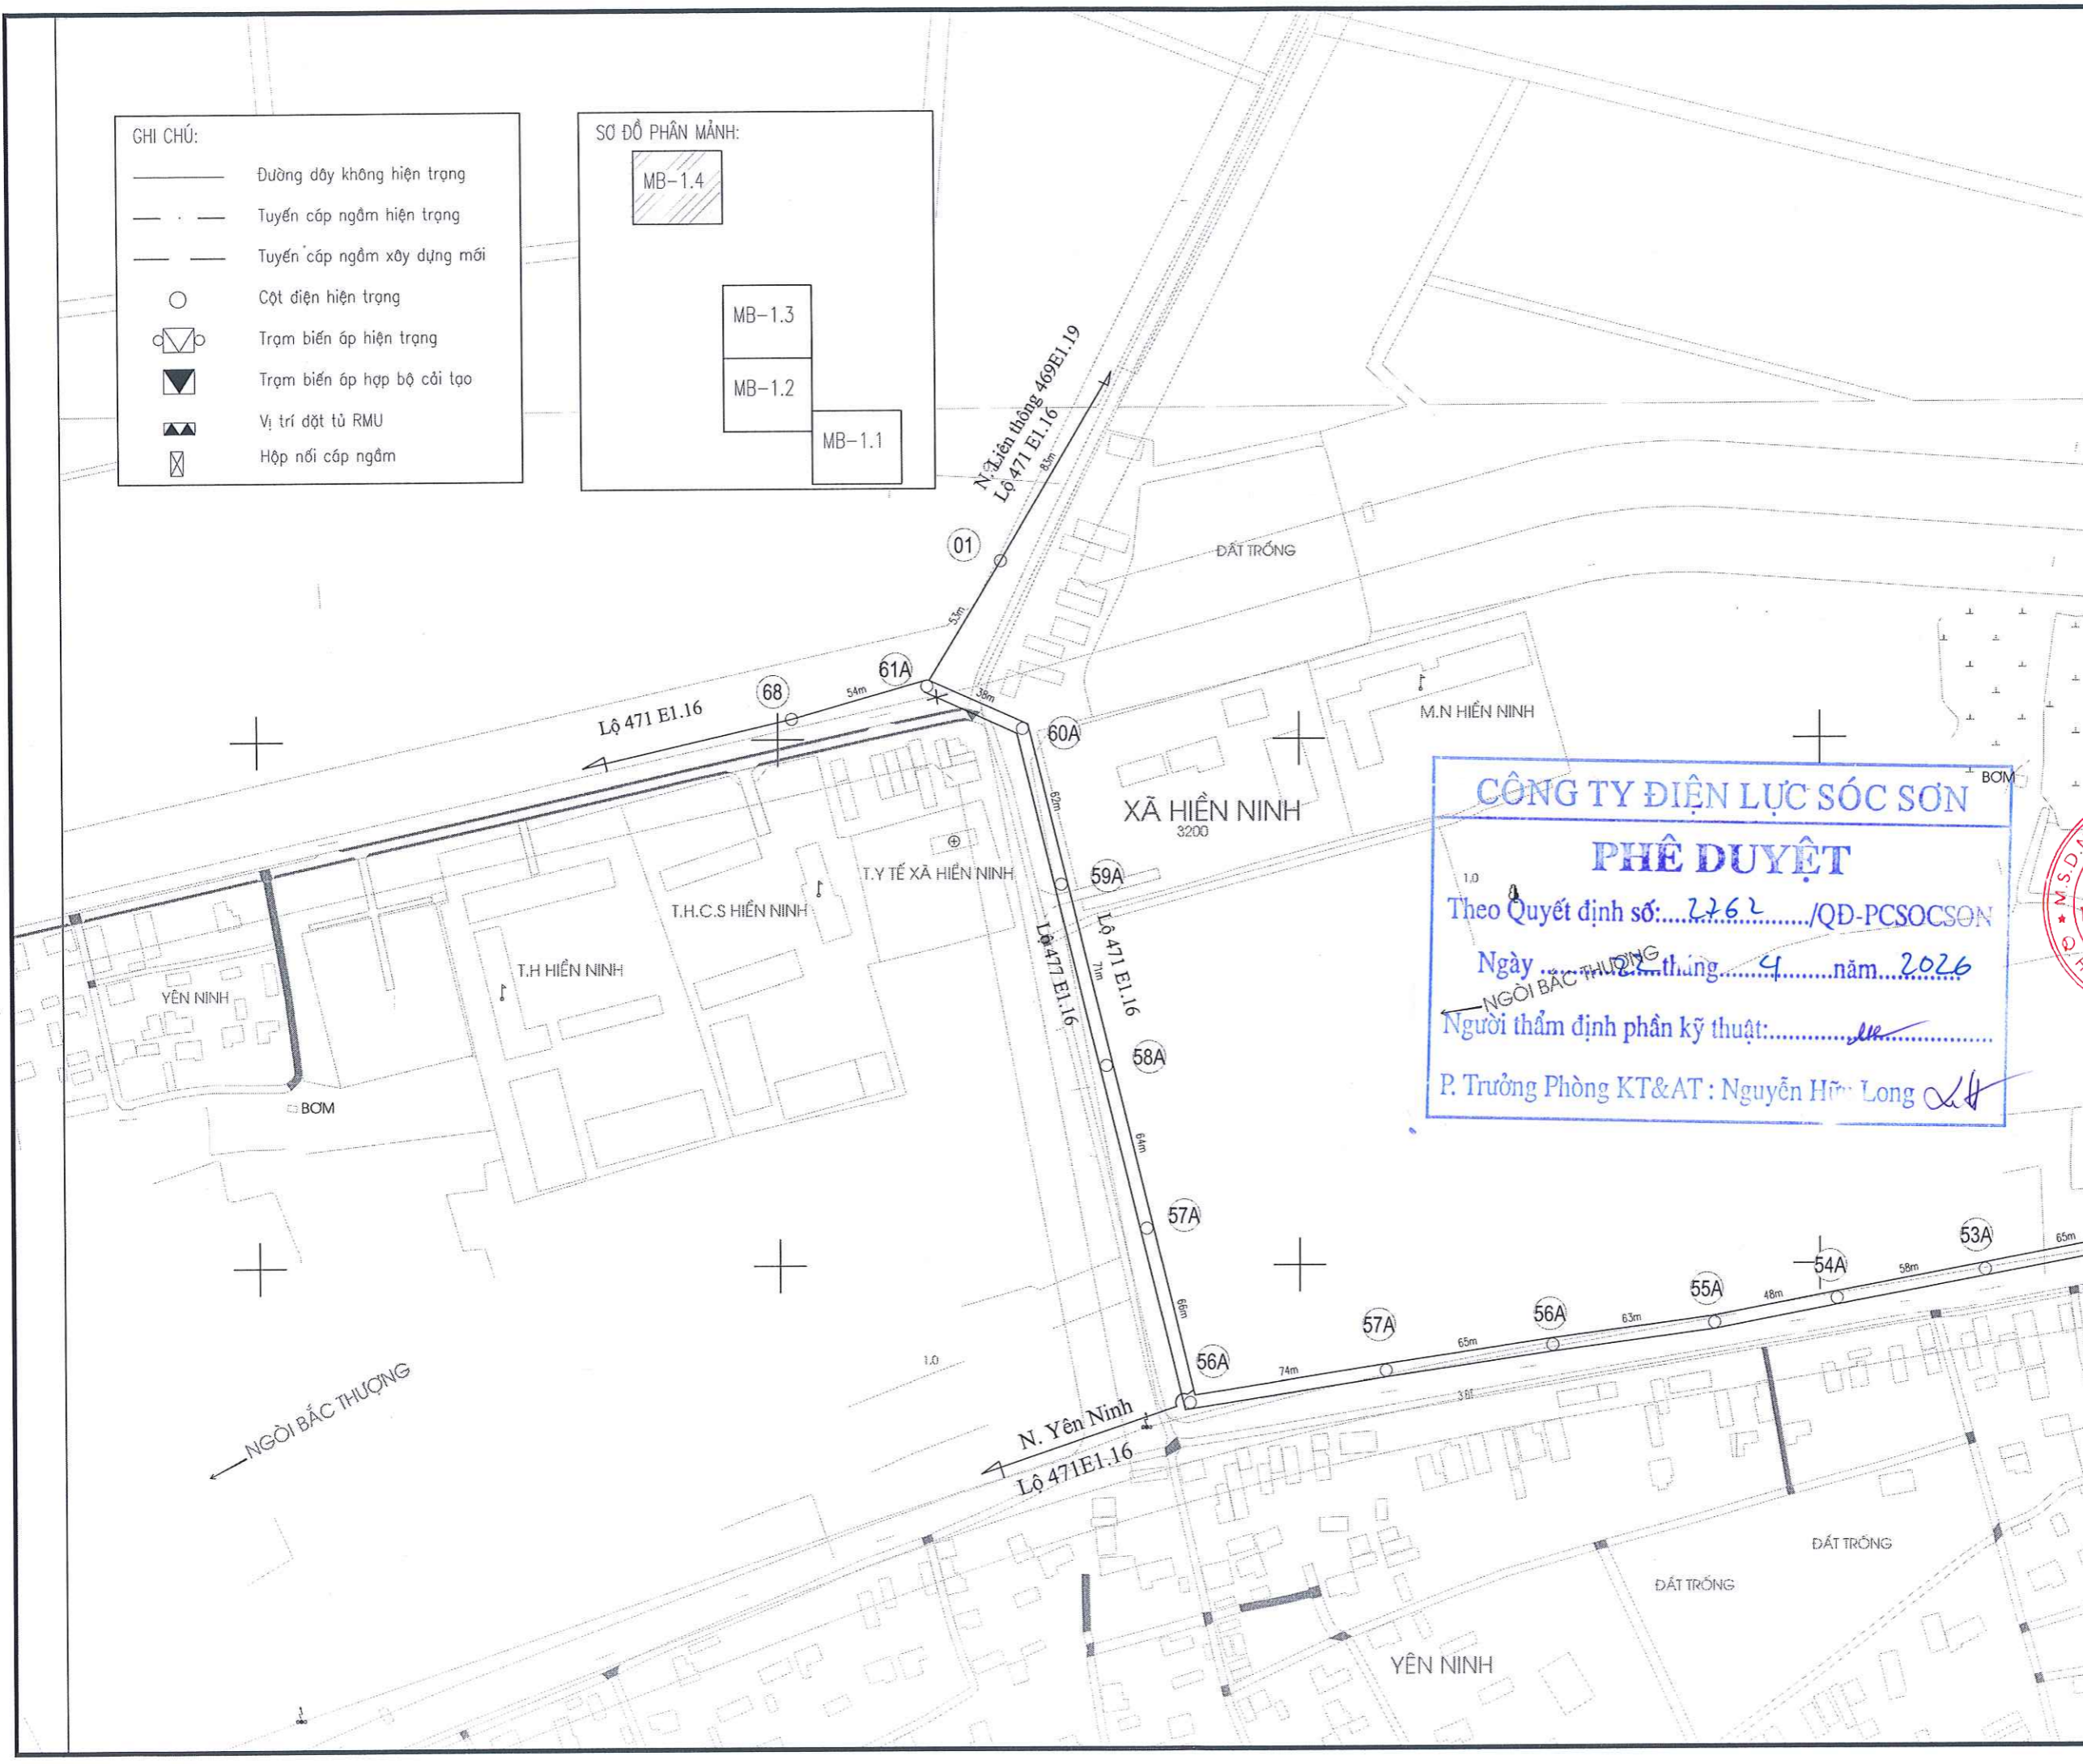 GHI CHÚ:
Đường dây không hiện trạng
Tuyến cáp ngầm hiện trạng
Tuyến cáp ngầm xây dựng mới
Cột điện hiện trạng
Trạm biến áp hiện trạng
Trạm biến áp hợp bộ cải tạo
Vị trí đặt tủ RMU
Hộp nối cáp ngầm
SƠ ĐỒ PHÂN MẢNH:
MB-1.4
MB-1.3
MB-1.2
MB-1.1
N. Liên thông 469E1.19
Lộ 471 E1.16
83m
01
ĐẤT TRỐNG
53m
61A
68
54m
38m
Lộ 471 E1.16
60A
M.N HIỀN NINH
62m
XÃ HIỀN NINH
3200
BƠM
CÔNG TY ĐIỆN LỰC SÓC SƠN
PHÊ DUYỆT
1.0
Theo Quyết định số:....2762......./QĐ-PCSOCSON
Ngày .......22....tháng.....4.......năm...2026
NGÒI BẮC THƯỢNG
Người thẩm định phần kỹ thuật:
P. Trưởng Phòng KT&AT : Nguyễn Hữu Long
M.S.D.
T.Y TẾ XÃ HIỀN NINH
59A
T.H.C.S HIỀN NINH
Lộ 477 E1.16
Lộ 471 E1.16
71m
T.H HIỀN NINH
YÊN NINH
58A
BƠM
64m
57A
66m
53A
65m
54A
58m
55A
48m
56A
63m
57A
65m
56A
74m
1.0
NGÒI BẮC THƯỢNG
N. Yên Ninh
Lộ 471E1.16
ĐẤT TRỐNG
ĐẤT TRỐNG
YÊN NINH